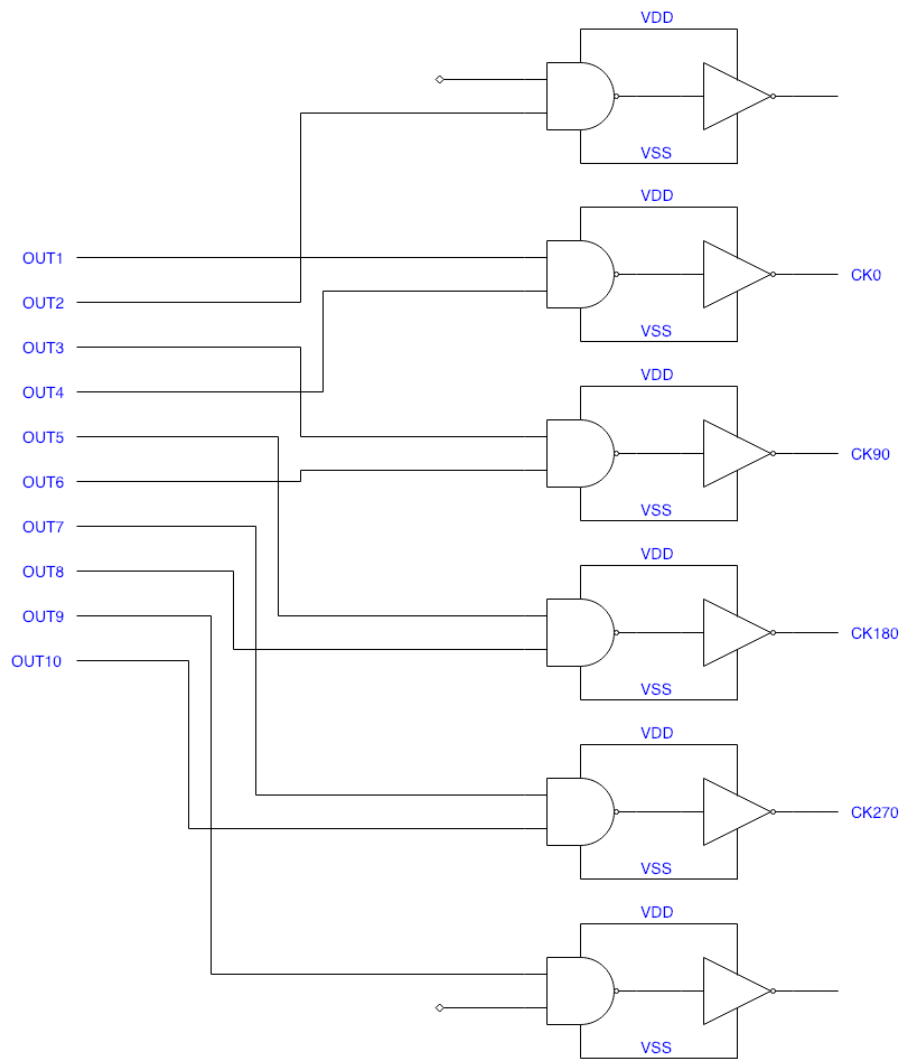 VDD
VSS
VDD
OUT1
CK0
OUT2
VSS
OUT3
VDD
OUT4
OUT5
CK90
OUT6
VSS
OUT7
VDD
OUT8
OUT9
CK180
OUT10
VSS
VDD
CK270
VSS
VDD
VSS